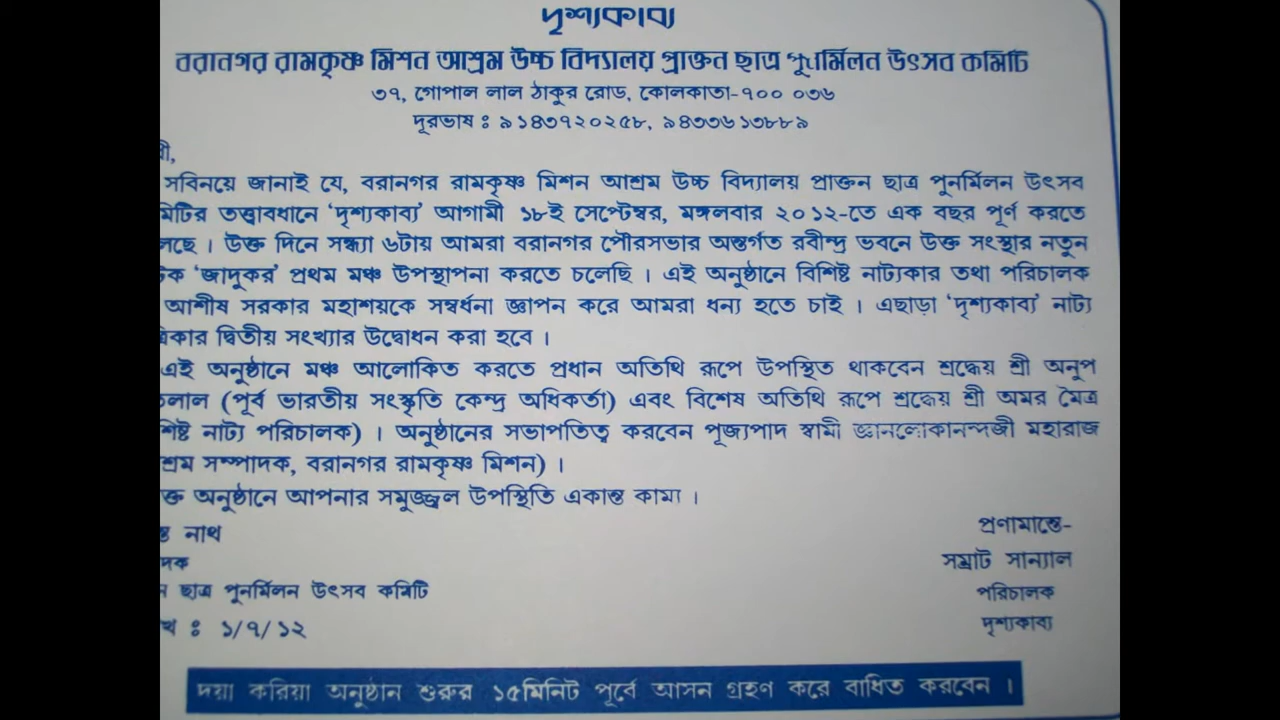 দৃশ্যকাব্য
বরানগর রামকৃষ্ণ মিশন আশ্রম উচ্চ বিদ্যালয় প্রাক্তন ছাত্র পুনর্মিলন উৎসব কমিটি
৩৭, গোপাল লাল ঠাকুর রোড, কোলকাতা-৭০০ ০৩৬
দূরভাষ : ৯১৪৩৭২০২৫৮, ৯৪৩৩৬১৩৮৮৯
সবিনয়ে জানাই যে, বরানগর রামকৃষ্ণ মিশন আশ্রম উচ্চ বিদ্যালয় প্রাক্তন ছাত্র পুনর্মিলন উৎসব
মিটির তত্ত্বাবধানে ‘দৃশ্যকাব্য’ আগামী ১৮ই সেপ্টেম্বর, মঙ্গলবার ২০১২-তে এক বছর পূর্ণ করতে
লছে । উক্ত দিনে সন্ধ্যা ৬টায় আমরা বরানগর পৌরসভার অন্তর্গত রবীন্দ্র ভবনে উক্ত সংস্থার নতুন
টক ‘জাদুকর’ প্রথম মঞ্চ উপস্থাপনা করতে চলেছি । এই অনুষ্ঠানে বিশিষ্ট নাট্যকার তথা পরিচালক
আশীষ সরকার মহাশয়কে সম্বর্ধনা জ্ঞাপন করে আমরা ধন্য হতে চাই । এছাড়া ‘দৃশ্যকাব্য’ নাট্য
ত্রিকার দ্বিতীয় সংখ্যার উদ্বোধন করা হবে ।
এই অনুষ্ঠানে মঞ্চ আলোকিত করতে প্রধান অতিথি রূপে উপস্থিত থাকবেন শ্রদ্ধেয় শ্রী অনুপ
লাল (পূর্ব ভারতীয় সংস্কৃতি কেন্দ্র অধিকর্তা) এবং বিশেষ অতিথি রূপে শ্রদ্ধেয় শ্রী অমর মৈত্র
শিষ্ট নাট্য পরিচালক) । অনুষ্ঠানের সভাপতিত্ব করবেন পূজ্যপাদ স্বামী জ্ঞানলোকানন্দজী মহারাজ
শ্রম সম্পাদক, বরানগর রামকৃষ্ণ মিশন) ।
ক্ত অনুষ্ঠানে আপনার সমুজ্জ্বল উপস্থিতি একান্ত কাম্য ।
নাথ
দক
ছাত্র পুনর্মিলন উৎসব কমিটি
খ : ১/৭/১২
প্রণামান্তে-
সম্রাট সান্যাল
পরিচালক
দৃশ্যকাব্য
দয়া করিয়া অনুষ্ঠান শুরুর ১৫মিনিট পূর্বে আসন গ্রহণ করে বাধিত করবেন ।